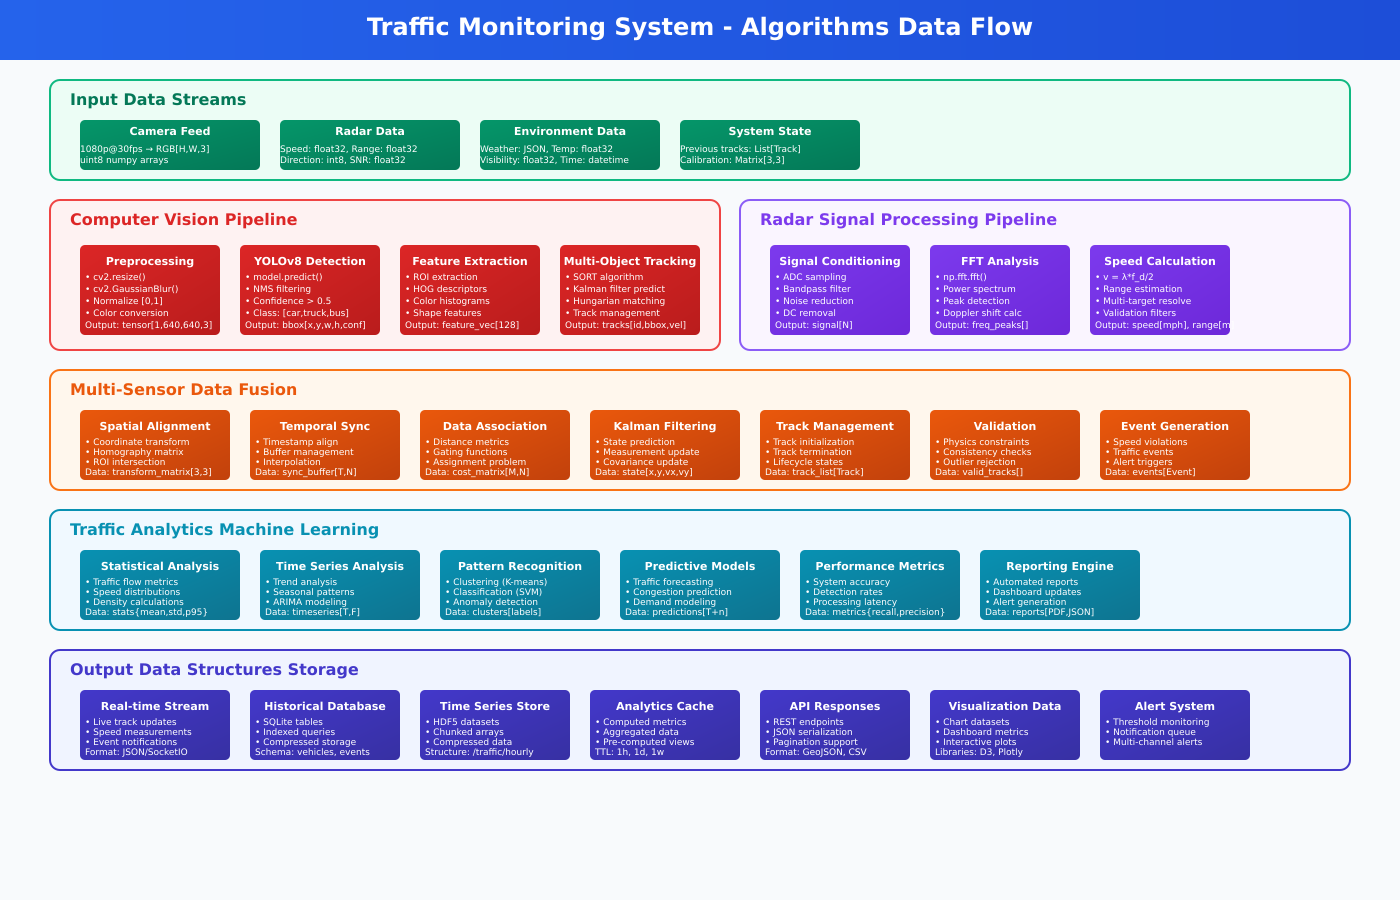 Traffic Monitoring System - Algorithms Data Flow
Input Data Streams
Camera Feed
1080p@30fps → RGB[H,W,3]
uint8 numpy arrays
Radar Data
Speed: float32, Range: float32
Direction: int8, SNR: float32
Environment Data
Weather: JSON, Temp: float32
Visibility: float32, Time: datetime
System State
Previous tracks: List[Track]
Calibration: Matrix[3,3]
Computer Vision Pipeline
Preprocessing
• cv2.resize()
• cv2.GaussianBlur()
• Normalize [0,1]
• Color conversion
Output: tensor[1,640,640,3]
YOLOv8 Detection
• model.predict()
• NMS filtering
• Confidence > 0.5
• Class: [car,truck,bus]
Output: bbox[x,y,w,h,conf]
Feature Extraction
• ROI extraction
• HOG descriptors
• Color histograms
• Shape features
Output: feature_vec[128]
Multi-Object Tracking
• SORT algorithm
• Kalman filter predict
• Hungarian matching
• Track management
Output: tracks[id,bbox,vel]
Radar Signal Processing Pipeline
Signal Conditioning
• ADC sampling
• Bandpass filter
• Noise reduction
• DC removal
Output: signal[N]
FFT Analysis
• np.fft.fft()
• Power spectrum
• Peak detection
• Doppler shift calc
Output: freq_peaks[]
Speed Calculation
• v = λ*f_d/2
• Range estimation
• Multi-target resolve
• Validation filters
Output: speed[mph], range[m
Multi-Sensor Data Fusion
Spatial Alignment
• Coordinate transform
• Homography matrix
• ROI intersection
Data: transform_matrix[3,3]
Temporal Sync
• Timestamp align
• Buffer management
• Interpolation
Data: sync_buffer[T,N]
Data Association
• Distance metrics
• Gating functions
• Assignment problem
Data: cost_matrix[M,N]
Kalman Filtering
• State prediction
• Measurement update
• Covariance update
Data: state[x,y,vx,vy]
Track Management
• Track initialization
• Track termination
• Lifecycle states
Data: track_list[Track]
Validation
• Physics constraints
• Consistency checks
• Outlier rejection
Data: valid_tracks[]
Event Generation
• Speed violations
• Traffic events
• Alert triggers
Data: events[Event]
Traffic Analytics Machine Learning
Statistical Analysis
• Traffic flow metrics
• Speed distributions
• Density calculations
Data: stats{mean,std,p95}
Time Series Analysis
• Trend analysis
• Seasonal patterns
• ARIMA modeling
Data: timeseries[T,F]
Pattern Recognition
• Clustering (K-means)
• Classification (SVM)
• Anomaly detection
Data: clusters[labels]
Predictive Models
• Traffic forecasting
• Congestion prediction
• Demand modeling
Data: predictions[T+n]
Performance Metrics
• System accuracy
• Detection rates
• Processing latency
Data: metrics{recall,precision}
Reporting Engine
• Automated reports
• Dashboard updates
• Alert generation
Data: reports[PDF,JSON]
Output Data Structures Storage
Real-time Stream
• Live track updates
• Speed measurements
• Event notifications
Format: JSON/SocketIO
Historical Database
• SQLite tables
• Indexed queries
• Compressed storage
Schema: vehicles, events
Time Series Store
• HDF5 datasets
• Chunked arrays
• Compressed data
Structure: /traffic/hourly
Analytics Cache
• Computed metrics
• Aggregated data
• Pre-computed views
TTL: 1h, 1d, 1w
API Responses
• REST endpoints
• JSON serialization
• Pagination support
Format: GeoJSON, CSV
Visualization Data
• Chart datasets
• Dashboard metrics
• Interactive plots
Libraries: D3, Plotly
Alert System
• Threshold monitoring
• Notification queue
• Multi-channel alerts